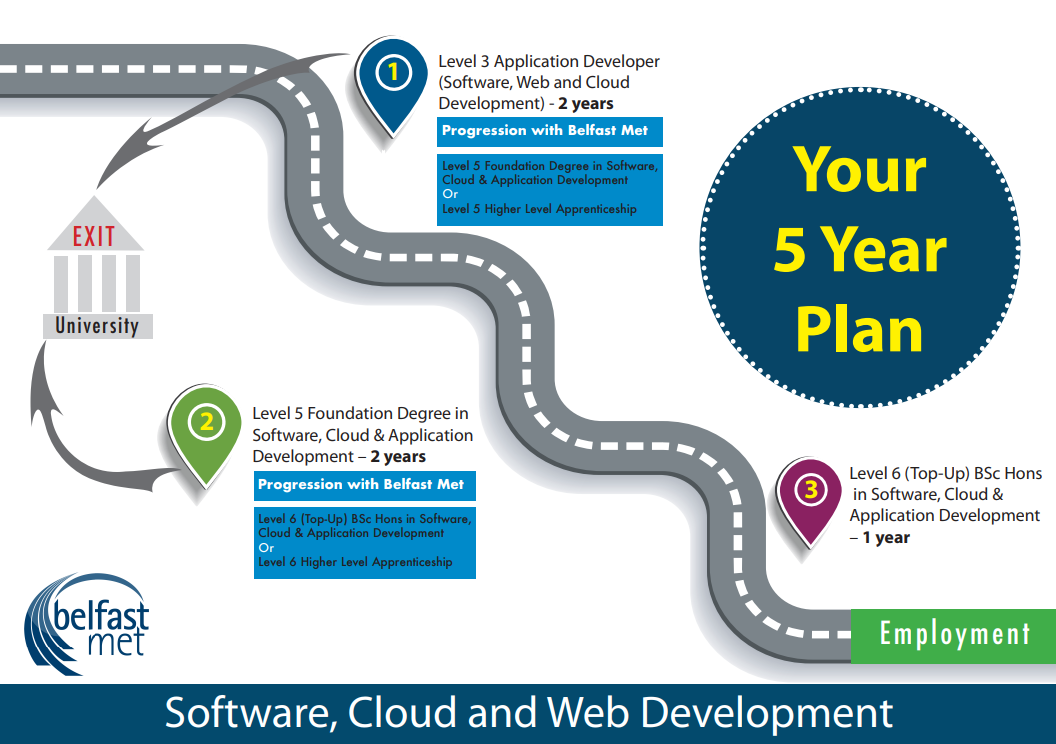 1
Level 3 Application Developer
(Software, Web and Cloud
Development) - 2 years
Progression with Belfast Met
Level 5 Foundation Degree in Software,
Cloud & Application Development
Or
Level 5 Higher Level Apprenticeship
Your
5 Year
Plan
EXIT
University
2
Level 5 Foundation Degree in
Software, Cloud & Application
Development – 2 years
Progression with Belfast Met
Level 6 (Top-Up) BSc Hons in Software,
Cloud & Application Development
Or
Level 6 Higher Level Apprenticeship
3
Level 6 (Top-Up) BSc Hons
in Software, Cloud &
Application Development
– 1 year
belfast
met
Employment
Software, Cloud and Web Development